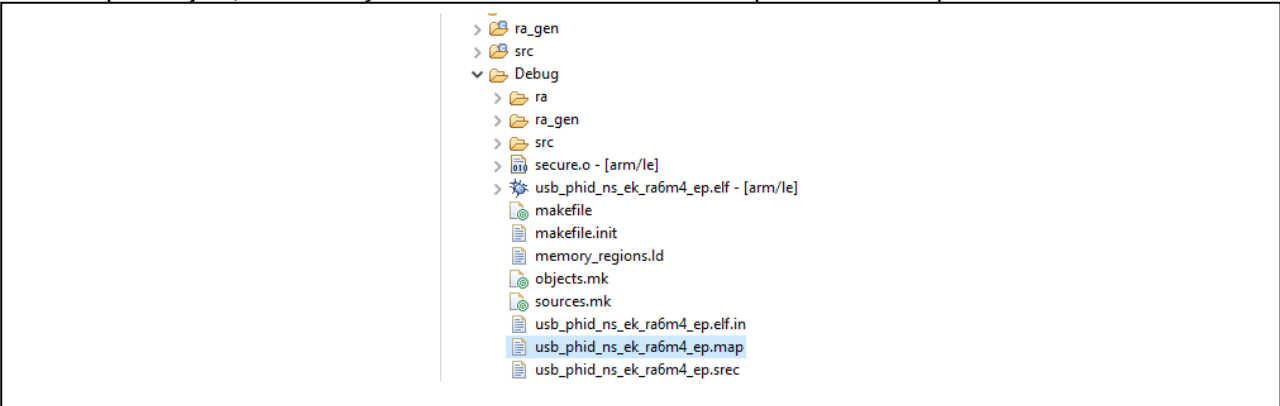 ra_gen
src
Debug
ra
ra_gen
src
secure.o - [arm/le]
usb_phid_ns_ek_ra6m4_ep.elf - [arm/le]
makefile
makefile.init
memory_regions.ld
objects.mk
sources.mk
usb_phid_ns_ek_ra6m4_ep.elf.in
usb_phid_ns_ek_ra6m4_ep.map
usb_phid_ns_ek_ra6m4_ep.srec